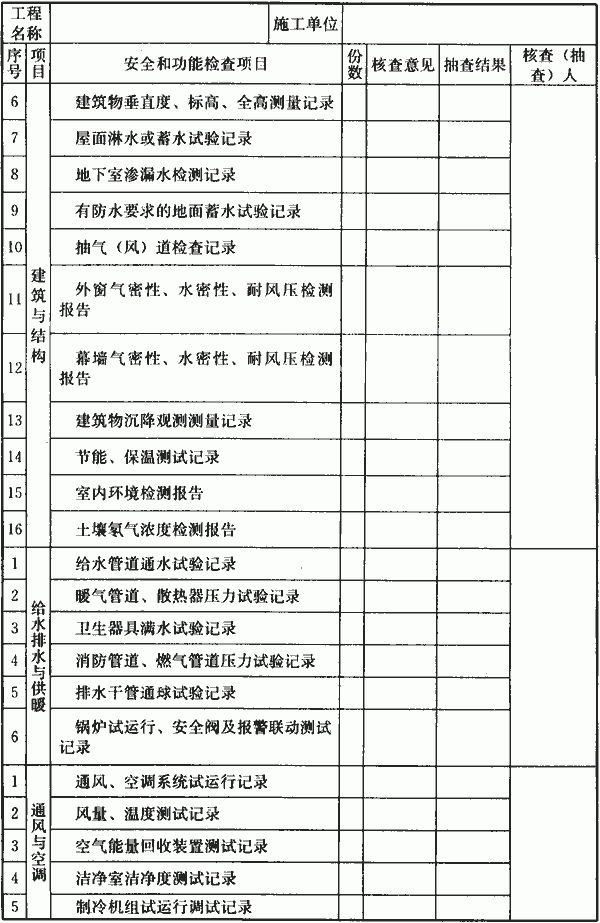 工程名称 施工单位
序号 项目 安全和功能检查项目 份数 核查意见 抽查结果 核查（抽查）人
建筑与结构
6 建筑物垂直度、标高、全高测量记录
7 屋面淋水或蓄水试验记录
8 地下室渗漏水检测记录
9 有防水要求的地面蓄水试验记录
10 抽气（风）道检查记录
11 外窗气密性、水密性、耐风压检测
报告
12 幕墙气密性、水密性、耐风压检测
报告
13 建筑物沉降观测测量记录
14 节能、保温测试记录
15 室内环境检测报告
16 土壤氡气浓度检测报告
给水排水与供暖
1 给水管道通水试验记录
2 暖气管道、散热器压力试验记录
3 卫生器具满水试验记录
4 消防管道、燃气管道压力试验记录
5 排水干管通球试验记录
6 锅炉试运行、安全阀及报警联动测试
记录
通风与空调
1 通风、空调系统试运行记录
2 风量、温度测试记录
3 空气能量回收装置测试记录
4 洁净室洁净度测试记录
5 制冷机组试运行调试记录